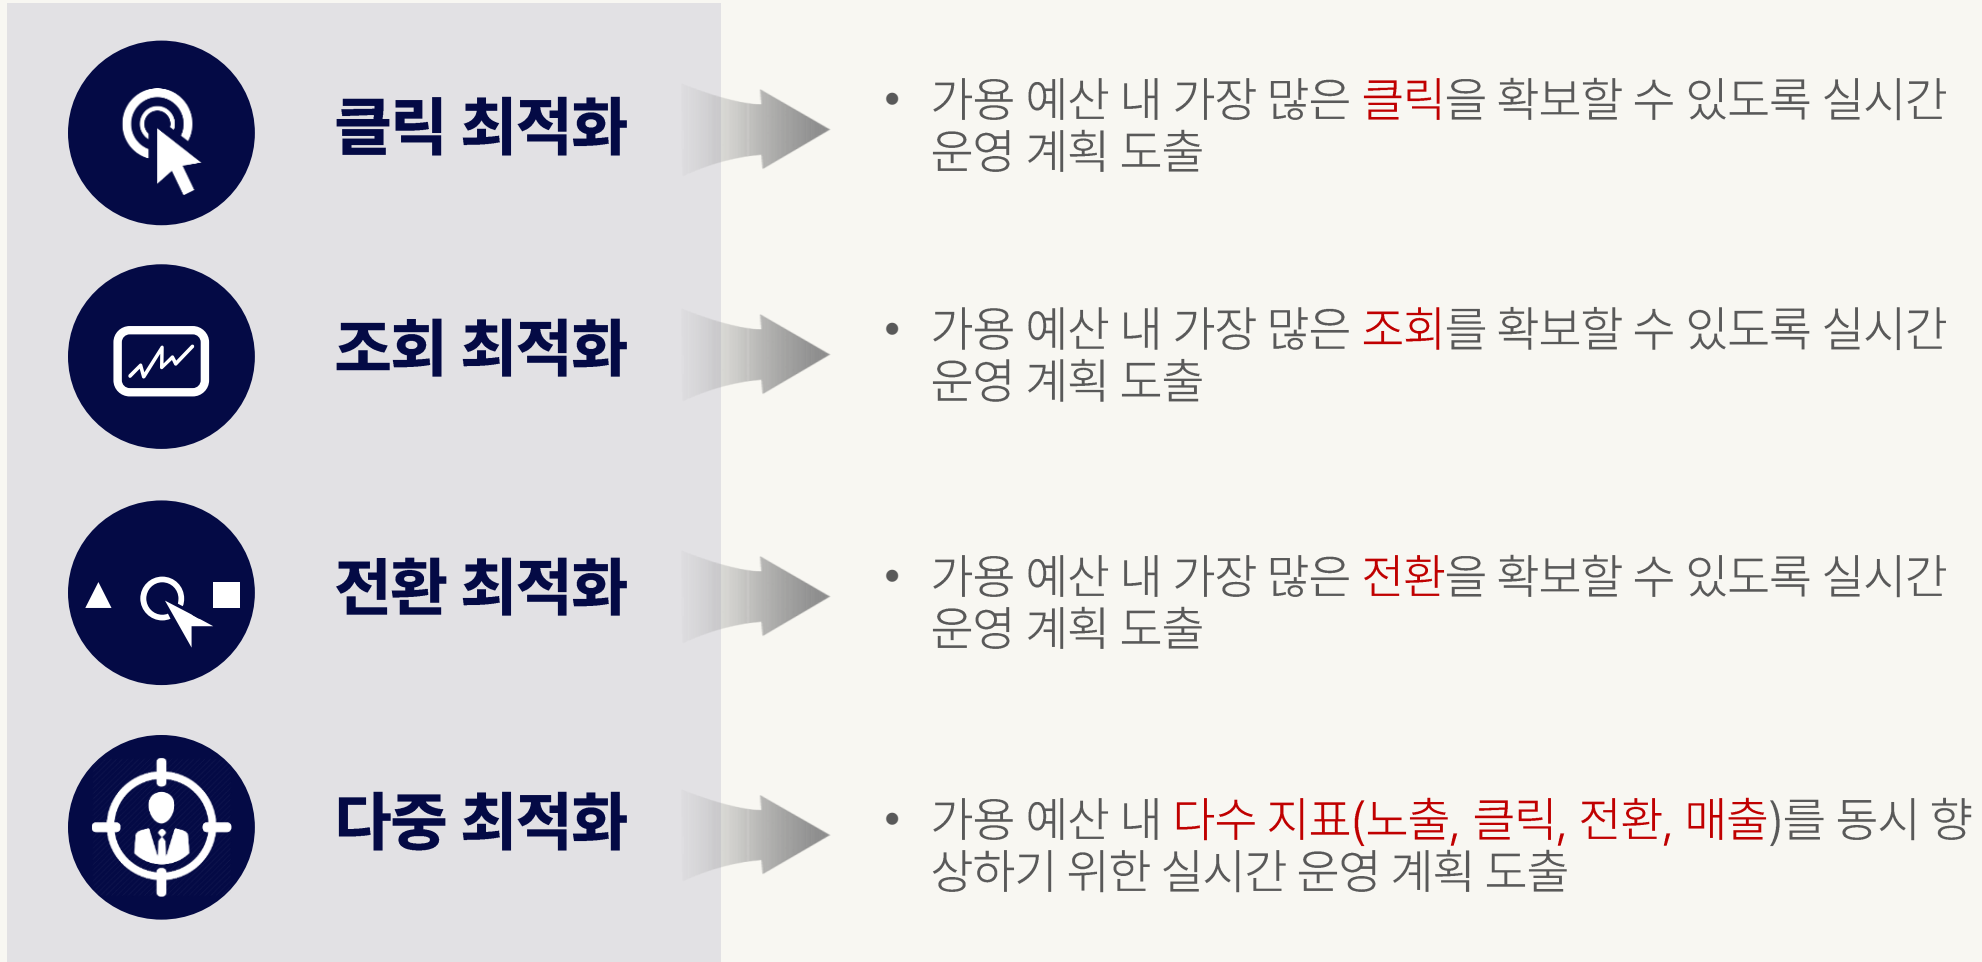 클릭 최적화
• 가용 예산 내 가장 많은 클릭을 확보할 수 있도록 실시간
운영 계획 도출
조회 최적화
• 가용 예산 내 가장 많은 조회를 확보할 수 있도록 실시간
운영 계획 도출
전환 최적화
• 가용 예산 내 가장 많은 전환을 확보할 수 있도록 실시간
운영 계획 도출
다중 최적화
• 가용 예산 내 다수 지표(노출, 클릭, 전환, 매출)를 동시 향
상하기 위한 실시간 운영 계획 도출